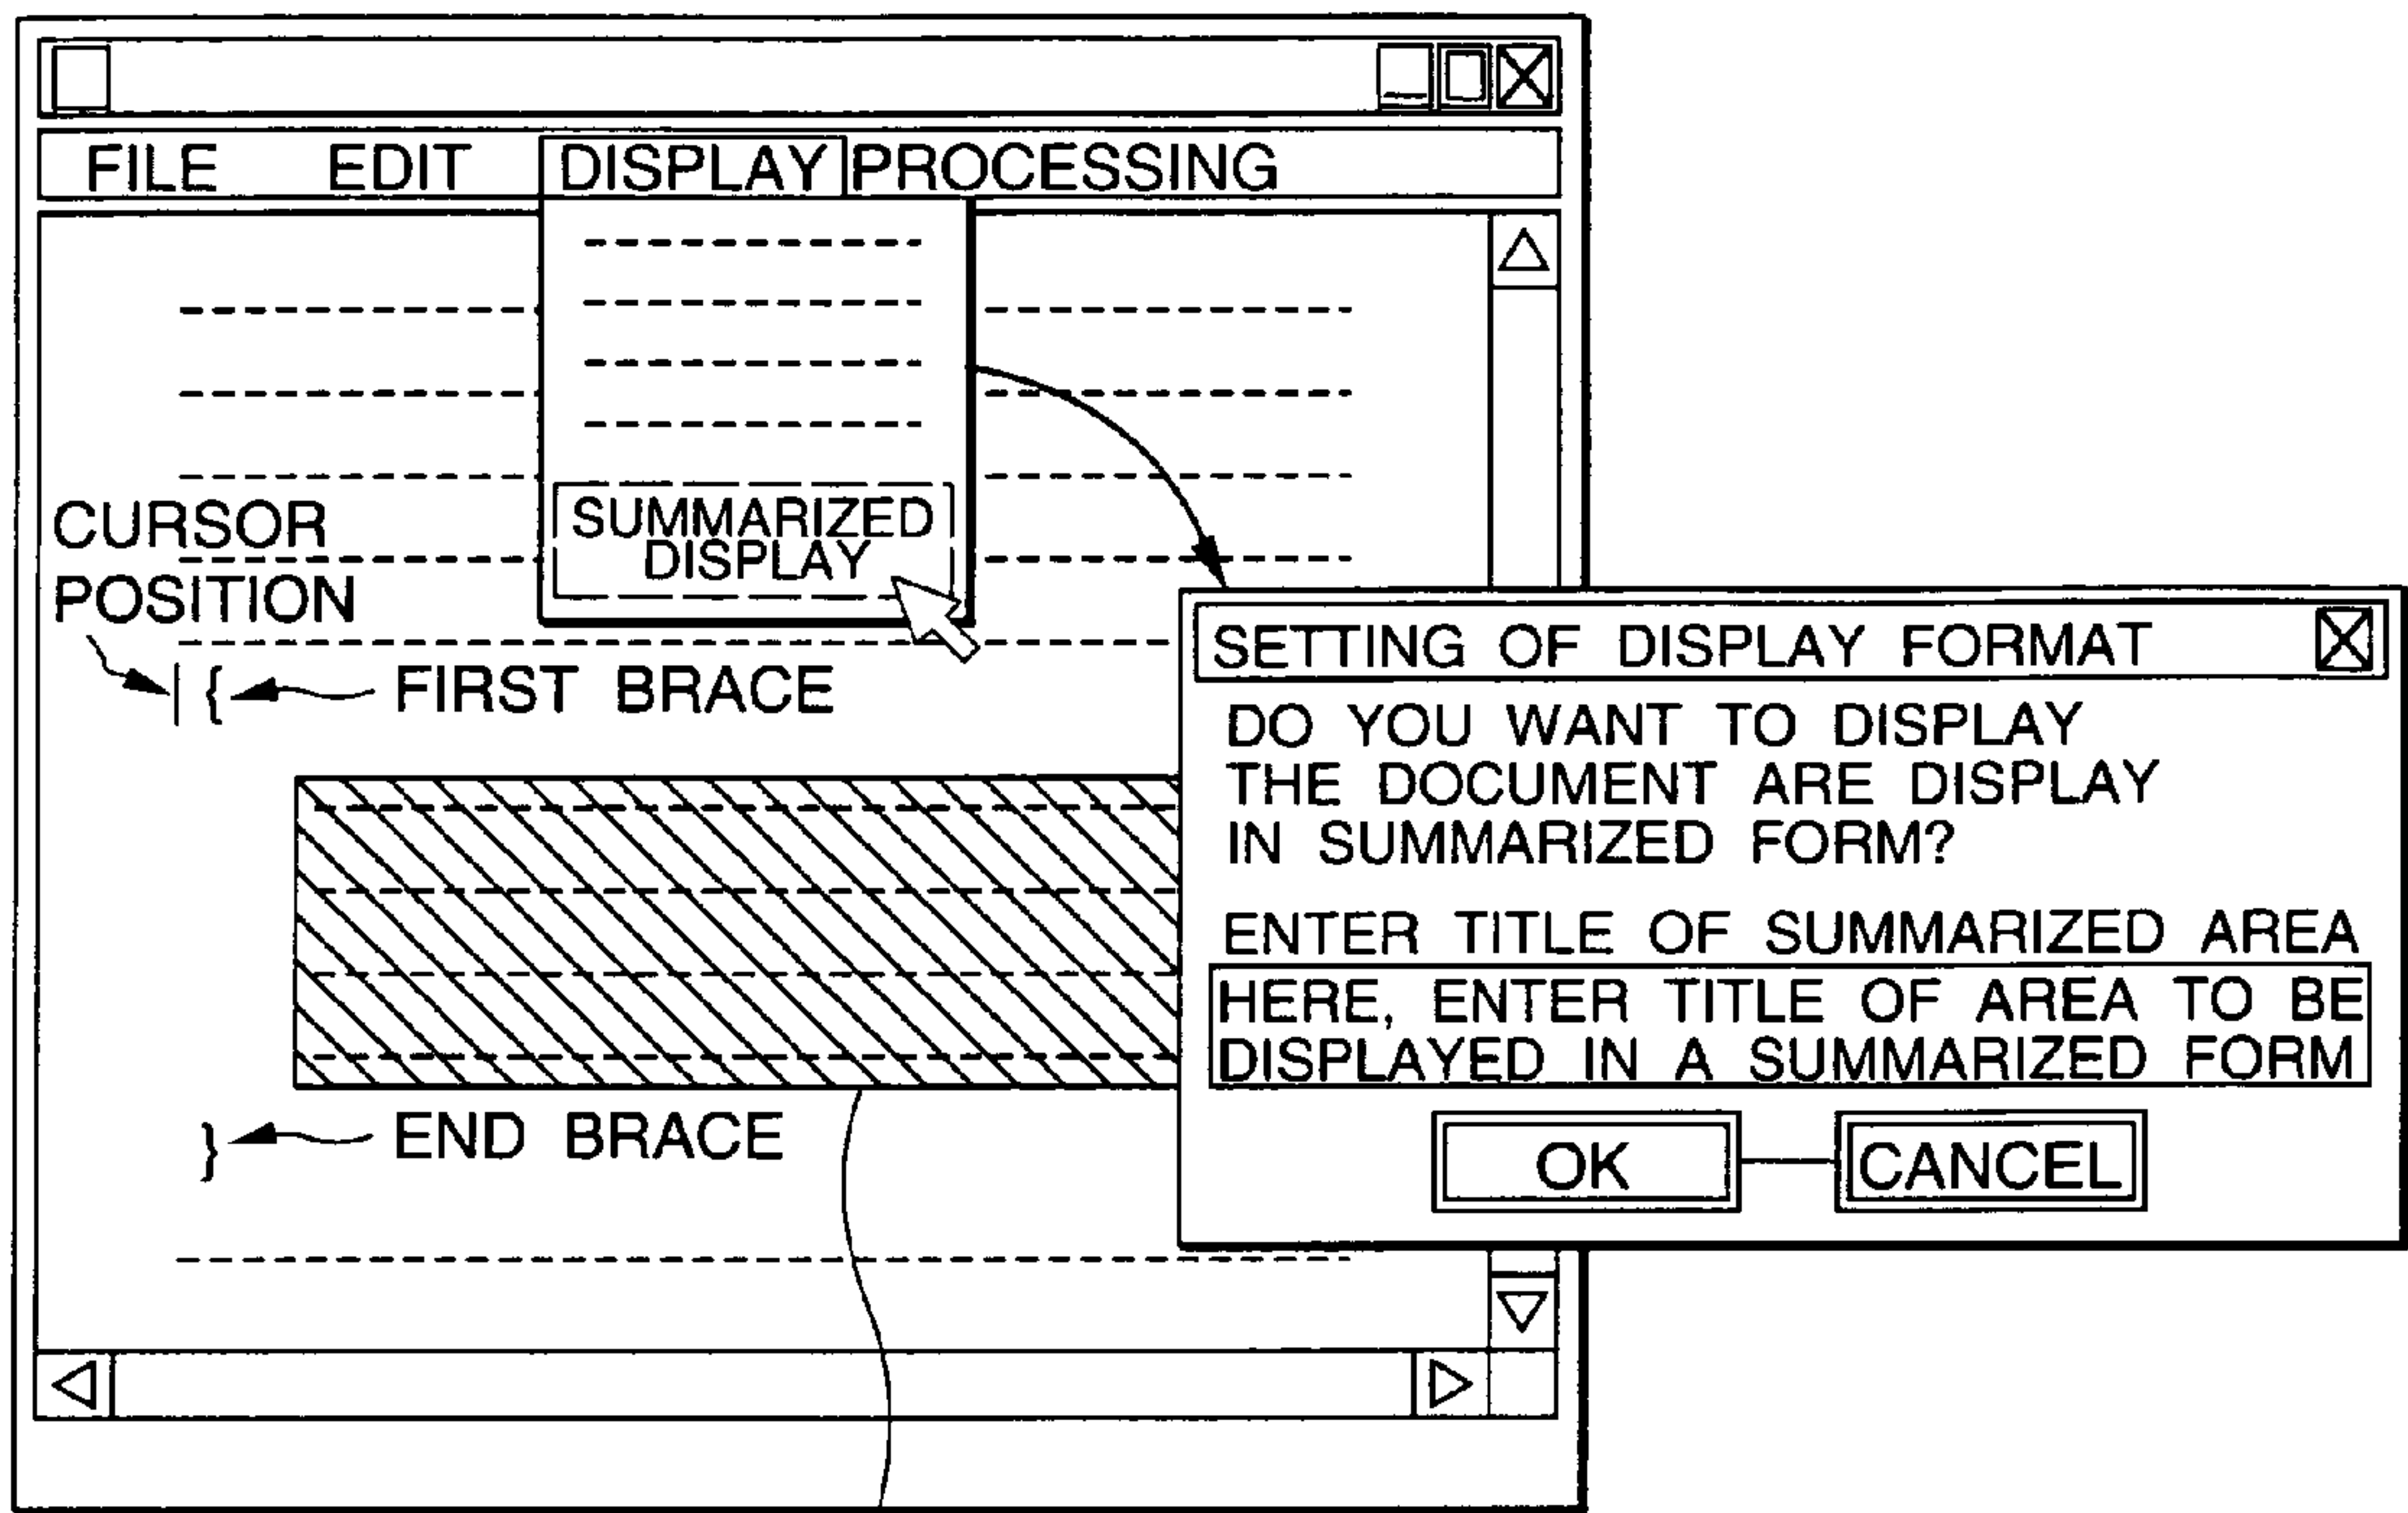 FILE EDIT DISPLAY PROCESSING
SUMMARIZED
DISPLAY
CURSOR
POSITION
{ FIRST BRACE
} END BRACE
SETTING OF DISPLAY FORMAT
DO YOU WANT TO DISPLAY
THE DOCUMENT ARE DISPLAY
IN SUMMARIZED FORM?
ENTER TITLE OF SUMMARIZED AREA
HERE, ENTER TITLE OF AREA TO BE
DISPLAYED IN A SUMMARIZED FORM
OK CANCEL